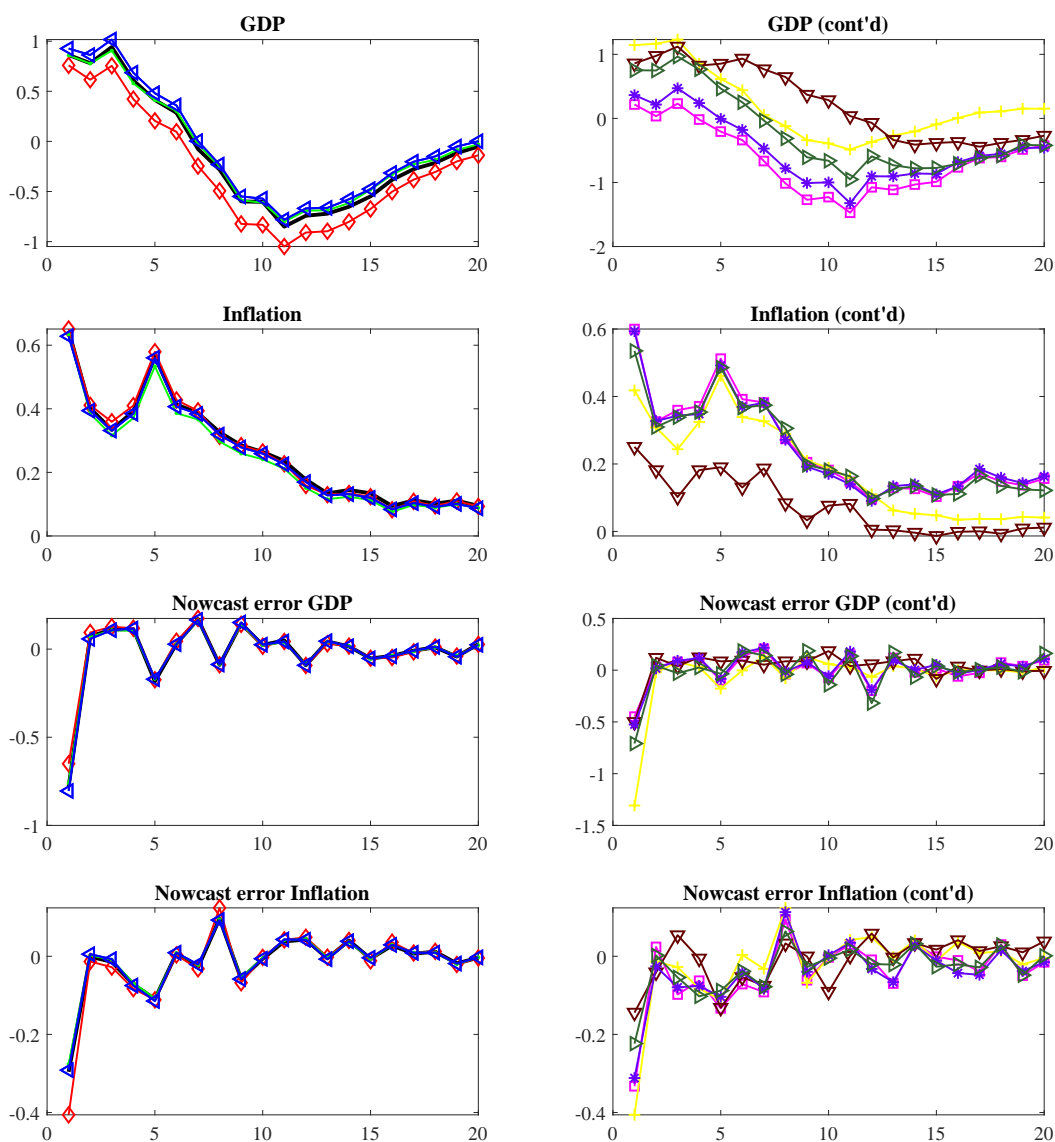 GDP
1
0.5
0
-0.5
-1
0 5 10 15 20
GDP (cont'd)
1
0
-1
-2
0 5 10 15 20
Inflation
0.6
0.4
0.2
0
0 5 10 15 20
Inflation (cont'd)
0.6
0.4
0.2
0
0 5 10 15 20
Nowcast error GDP
0
-0.5
-1
0 5 10 15 20
Nowcast error GDP (cont'd)
0.5
0
-0.5
-1
-1.5
0 5 10 15 20
Nowcast error Inflation
0
-0.2
-0.4
0 5 10 15 20
Nowcast error Inflation (cont'd)
0
-0.2
-0.4
0 5 10 15 20